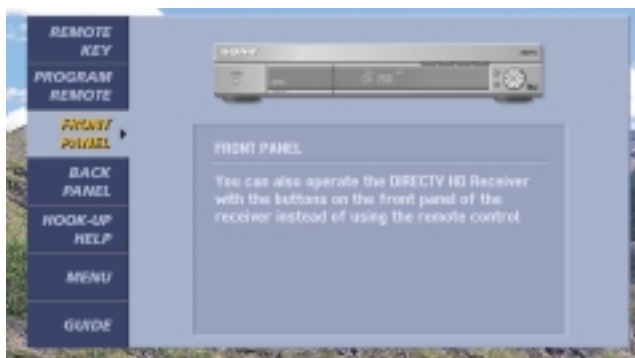 REMOTE
KEY
PROGRAM
REMOTE
FRONT
PANEL
BACK
PANEL
HOOK-UP
HELP
MENU
GUIDE
SONY
FRONT PANEL
You can also operate the DIRECTV HD Receiver
with the buttons on the front panel of the
receiver instead of using the remote control.